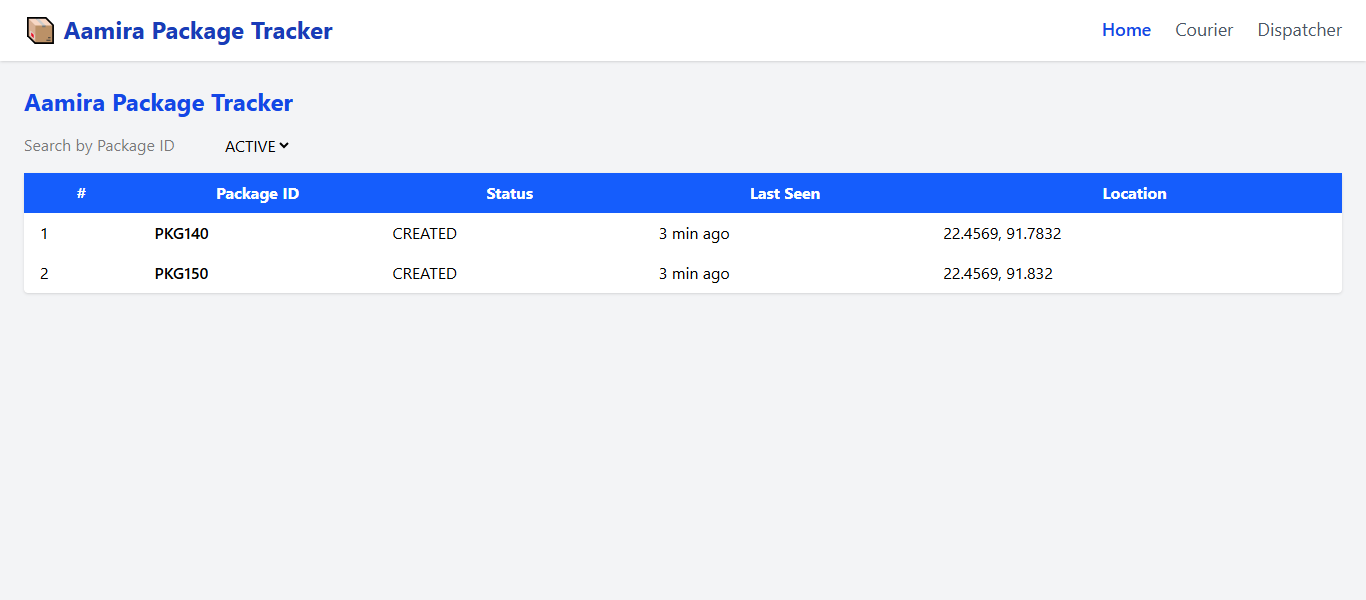 Aamira Package Tracker Home Courier Dispatcher
Aamira Package Tracker
Search by Package ID ACTIVE
# Package ID Status Last Seen Location
1 PKG140 CREATED 3 min ago 22.4569, 91.7832
2 PKG150 CREATED 3 min ago 22.4569, 91.832